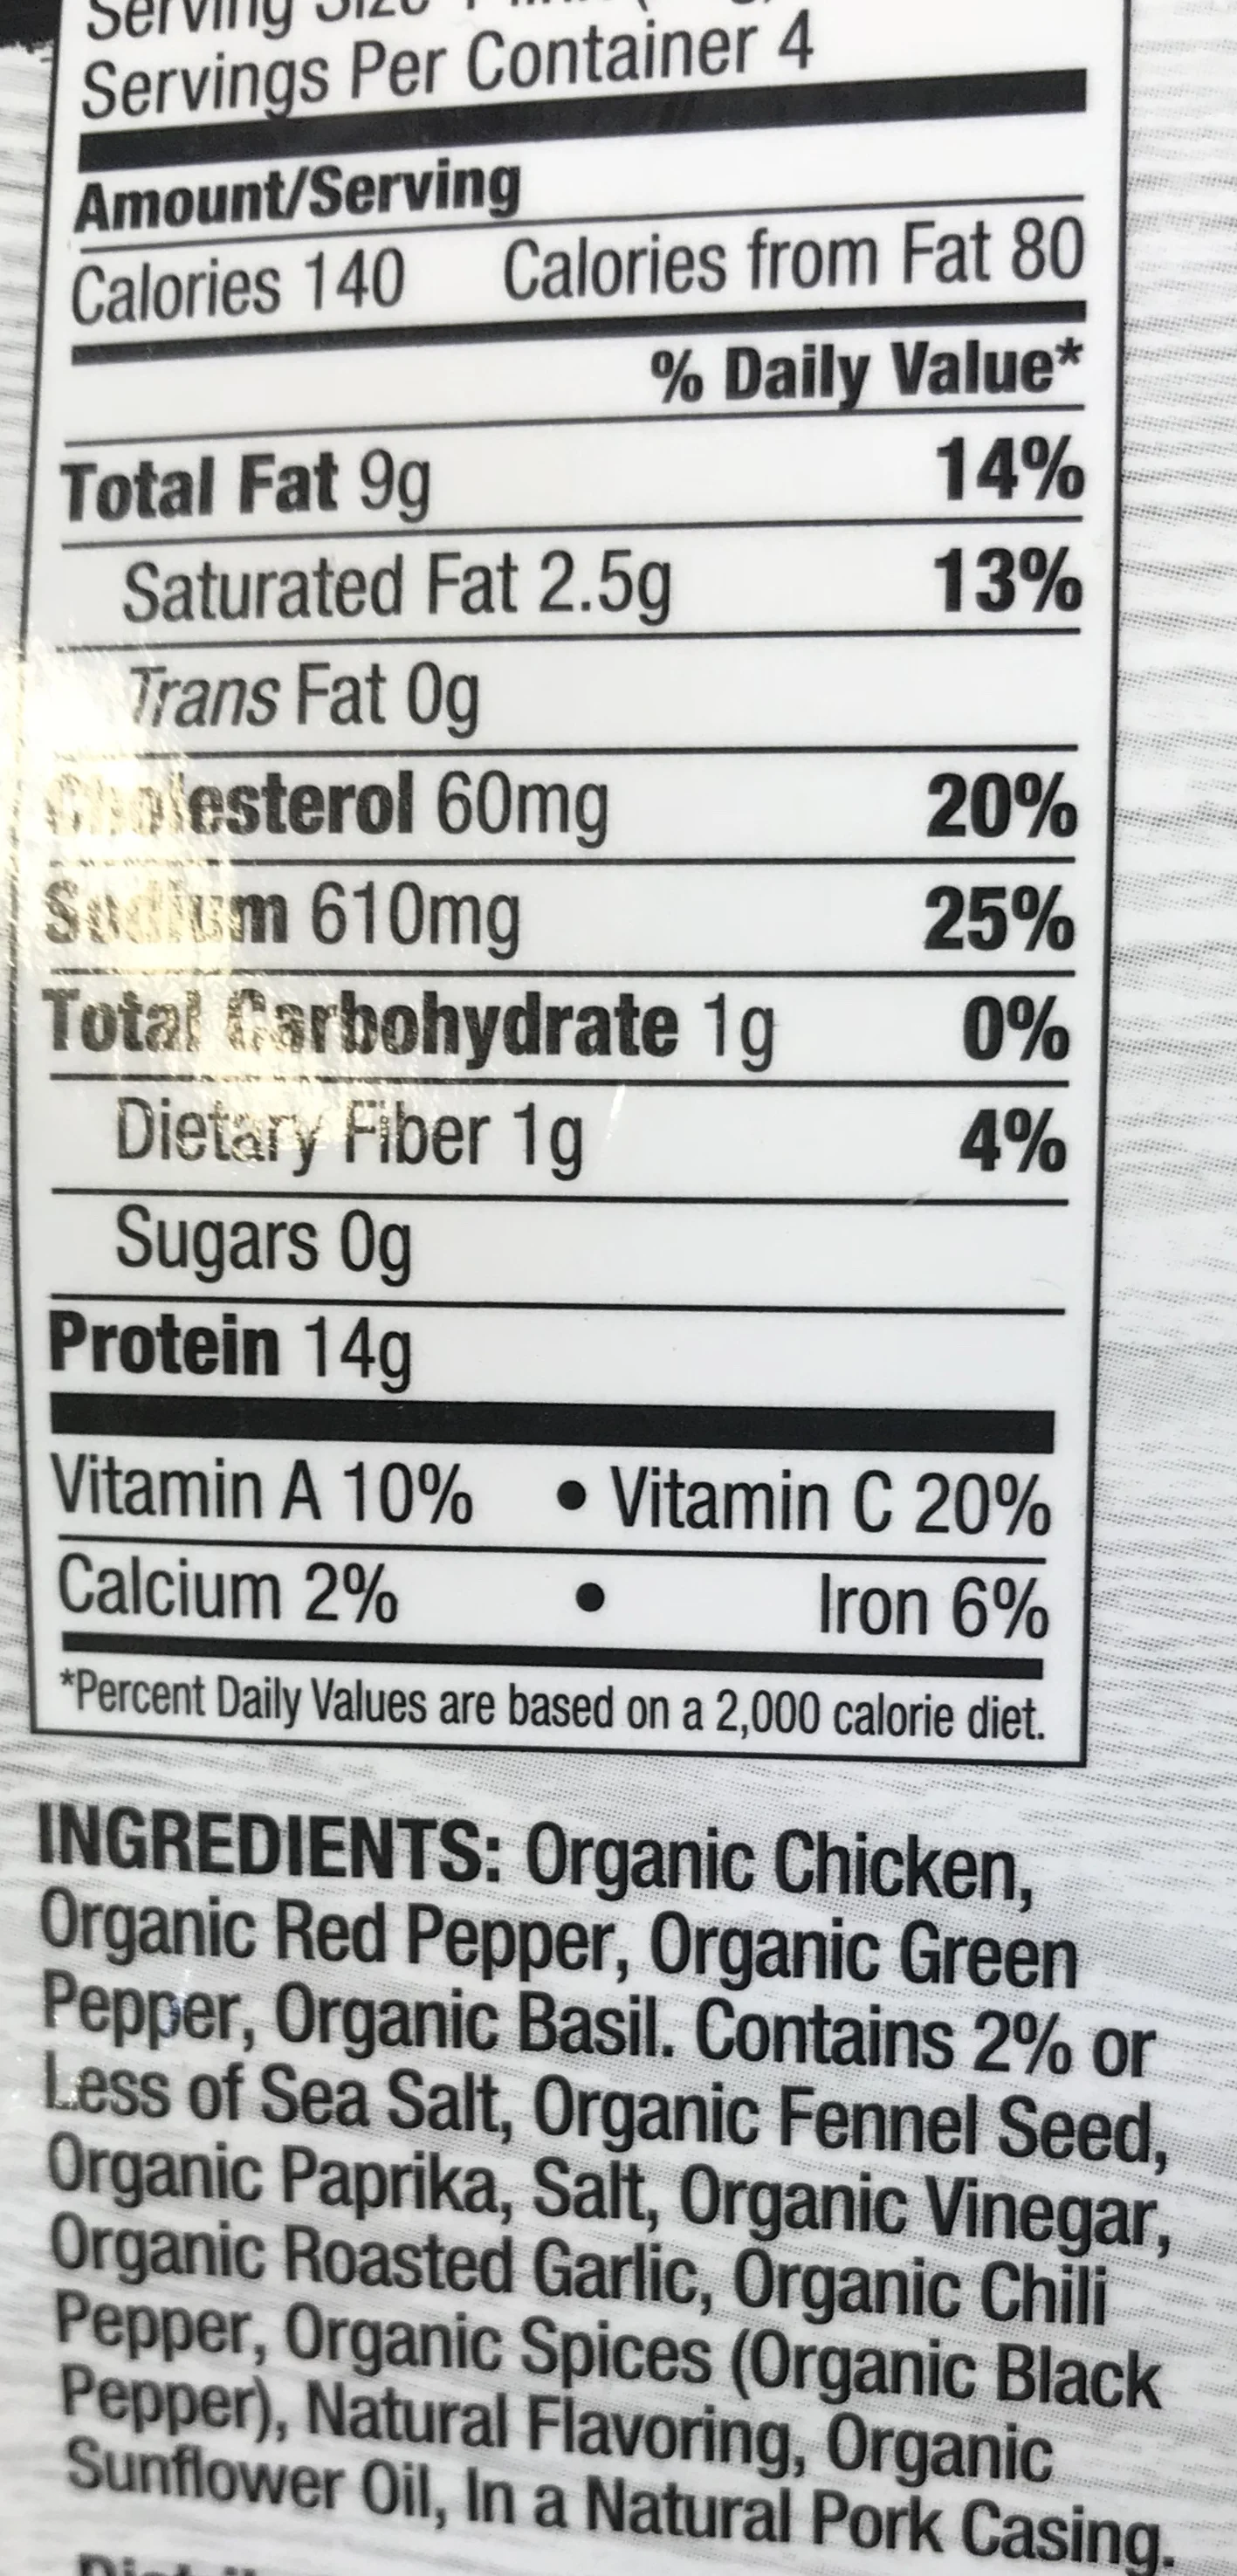 Serving Size 1
Servings Per Container 4
Amount/Serving
Calories 140 Calories from Fat 80
% Daily Value*
Total Fat 9g 14%
Saturated Fat 2.5g 13%
Trans Fat 0g
Cholesterol 60mg 20%
Sodium 610mg 25%
Total Carbohydrate 1g 0%
Dietary Fiber 1g 4%
Sugars 0g
Protein 14g
Vitamin A 10% • Vitamin C 20%
Calcium 2% • Iron 6%
*Percent Daily Values are based on a 2,000 calorie diet.
INGREDIENTS: Organic Chicken,
Organic Red Pepper, Organic Green
Pepper, Organic Basil. Contains 2% or
Less of Sea Salt, Organic Fennel Seed,
Organic Paprika, Salt, Organic Vinegar,
Organic Roasted Garlic, Organic Chili
Pepper, Organic Spices (Organic Black
Pepper), Natural Flavoring, Organic
Sunflower Oil, In a Natural Pork Casing.